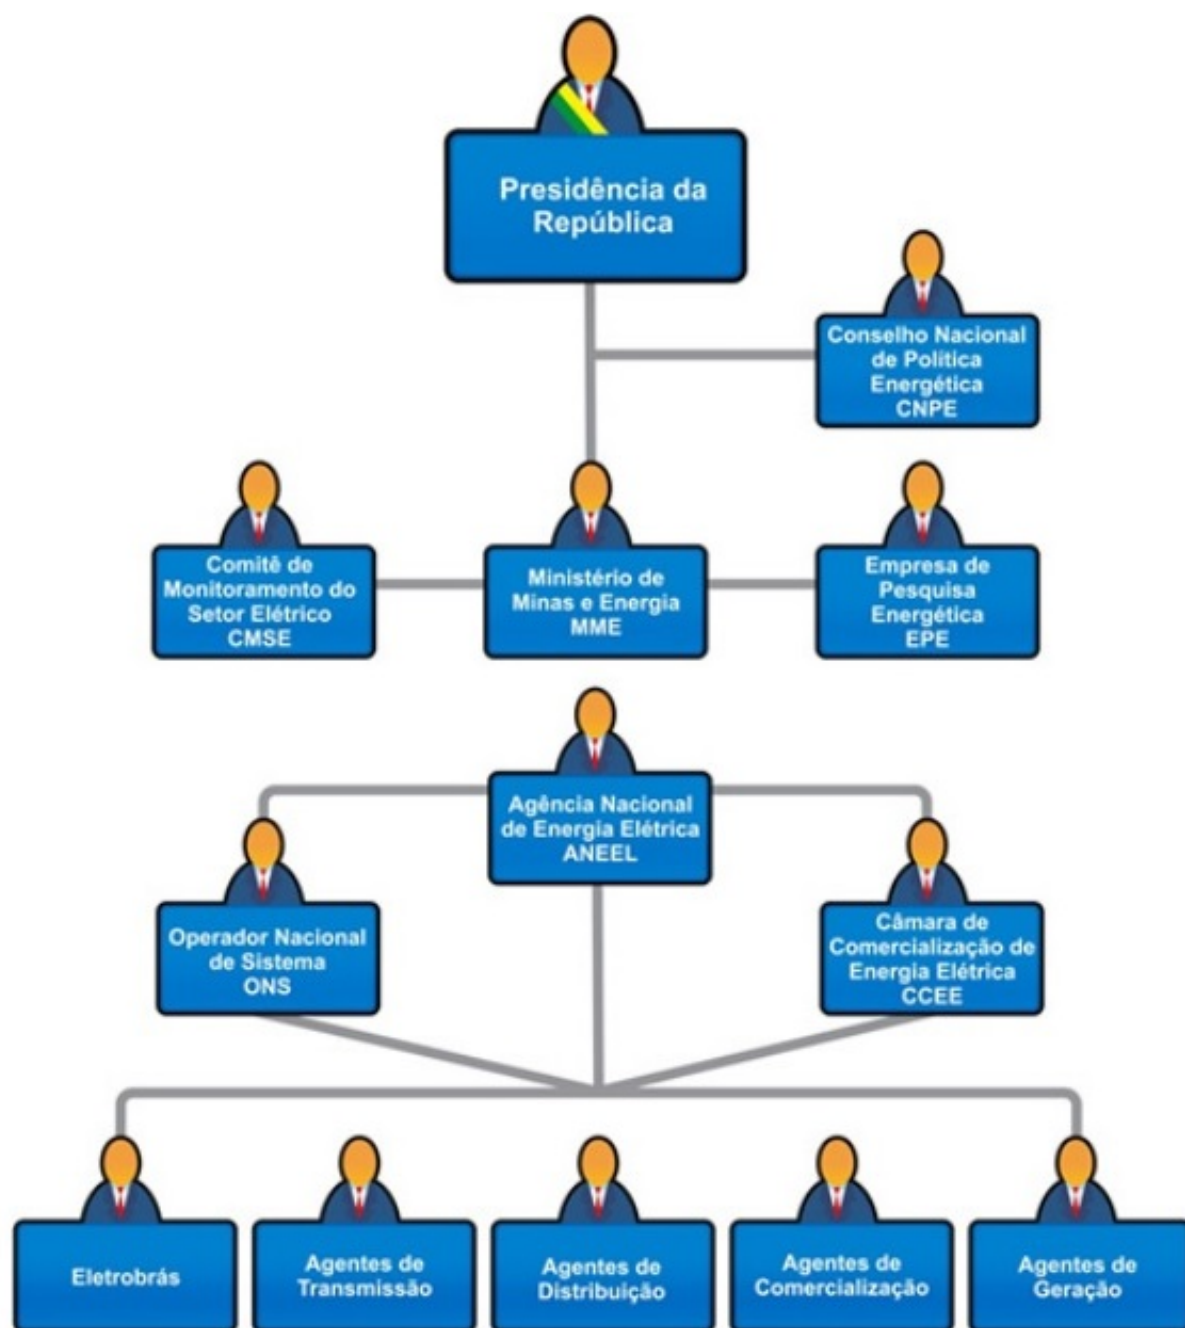 Presidência da
República
Conselho Nacional
de Política
Energética
CNPE
Comitê de
Monitoramento do
Setor Elétrico
CMSE
Ministério de
Minas e Energia
MME
Empresa de
Pesquisa
Energética
EPE
Agência Nacional
de Energia Elétrica
ANEEL
Operador Nacional
de Sistema
ONS
Câmara de
Comercialização de
Energia Elétrica
CCEE
Eletrobrás
Agentes de
Transmissão
Agentes de
Distribuição
Agentes de
Comercialização
Agentes de
Geração